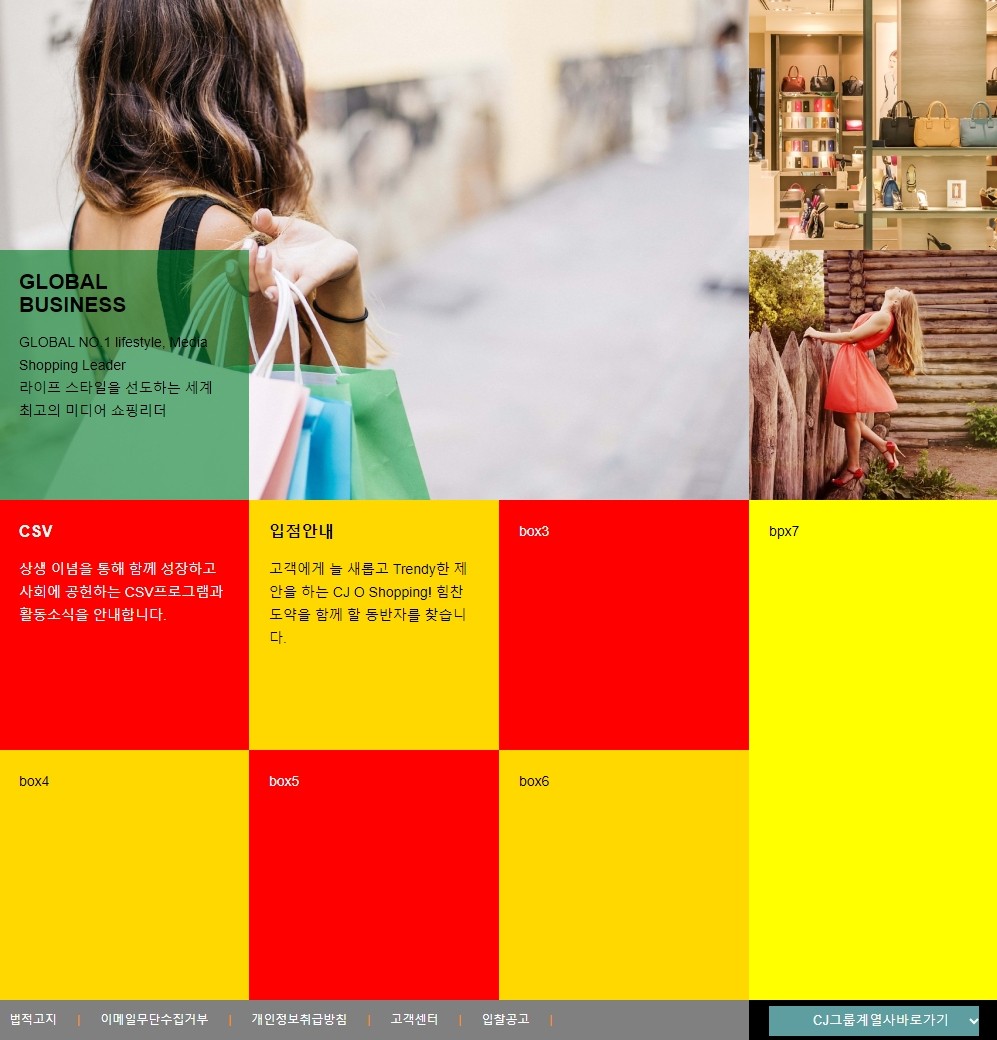 GLOBAL
BUSINESS
GLOBAL NO.1 lifestyle, Media
Shopping Leader
라이프 스타일을 선도하는 세계
최고의 미디어 쇼핑리더
CSV
상생 이념을 통해 함께 성장하고
사회에 공헌하는 CSV프로그램과
활동소식을 안내합니다.
입점안내
고객에게 늘 새롭고 Trendy한 제
안을 하는 CJ O Shopping! 힘찬
도약을 함께 할 동반자를 찾습니
다.
box3
bpx7
box4
box5
box6
법적고지 | 이메일무단수집거부 | 개인정보취급방침 | 고객센터 | 입찰공고 |
CJ그룹계열사바로가기